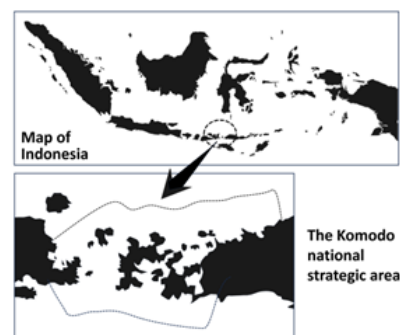 Map of
Indonesia
The Komodo
national
strategic area